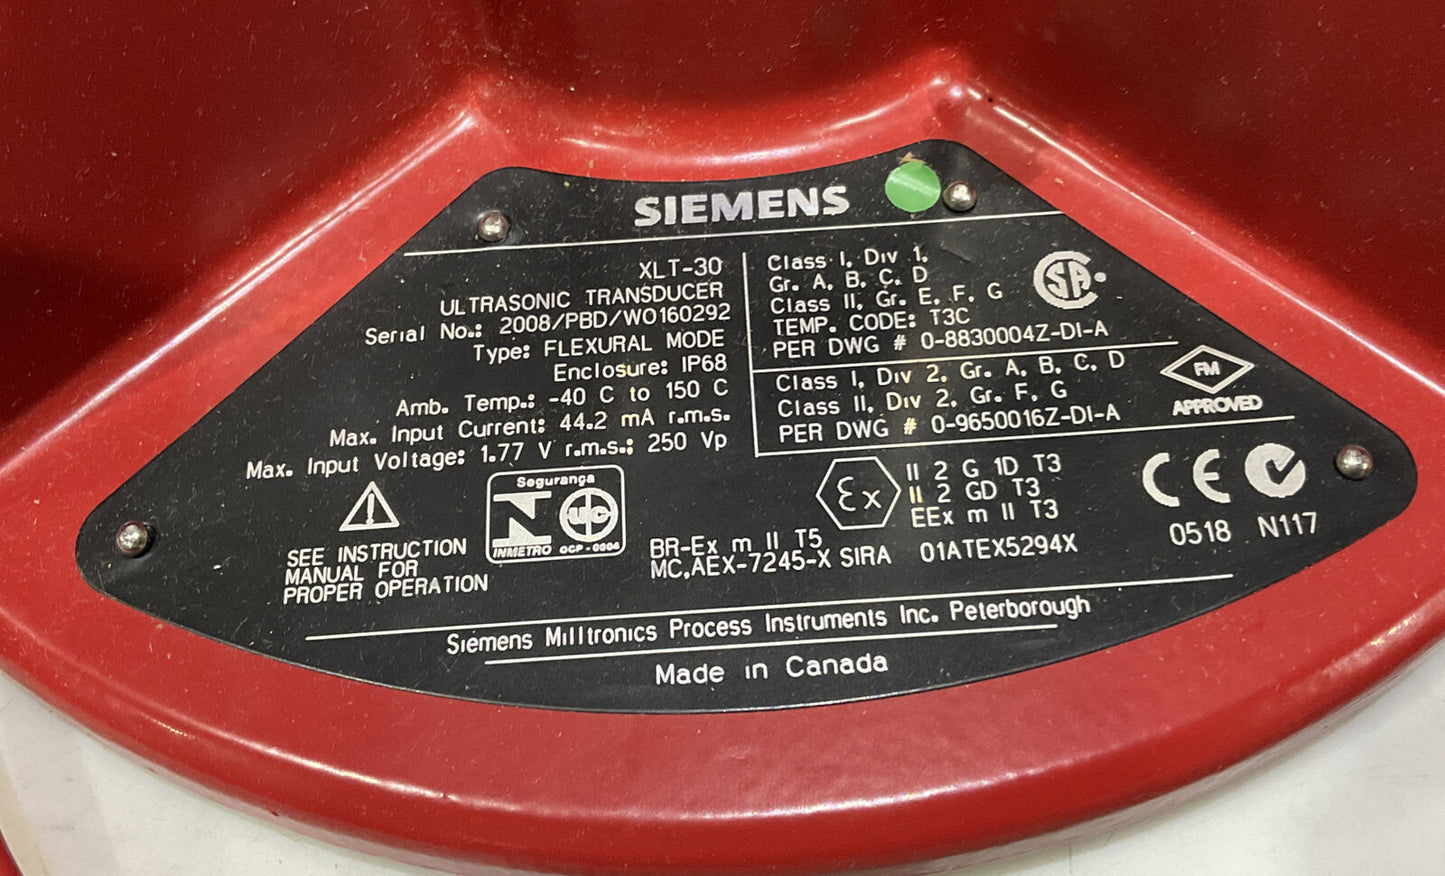 SIEMENS
XLT-30
ULTRASONIC TRANSDUCER
Serial No.: 2008/PBD/W0160292
Type: FLEXURAL MODE
Enclosure: IP68
Amb. Temp.: -40 C to 150 C
Max. Input Current: 44.2 mA r.m.s.
Max. Input Voltage: 1.77 V r.m.s.; 250 Vp
Class I, Div 1,
Gr. A, B, C, D
Class II, Gr. E, F, G
TEMP. CODE: T3C
PER DWG # 0-8830004Z-DI-A
SA
Class I, Div 2, Gr. A, B, C, D
Class II, Div 2, Gr. F, G
PER DWG # 0-9650016Z-DI-A
FM
APPROVED
SEE INSTRUCTION
MANUAL FOR
PROPER OPERATION
Segurança
UC
INMETRO OCP-0004
BR-Ex m II T5
MC,AEX-7245-X SIRA 01ATEX5294X
Ex
II 2 G 1D T3
II 2 GD T3
EEx m II T3
CE
0518 N117
Siemens Milltronics Process Instruments Inc. Peterborough
Made in Canada